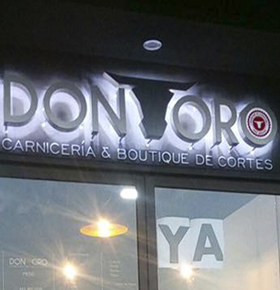 DON TORO
CARNICERÍA & BOUTIQUE DE CORTES
YA
DON TORO